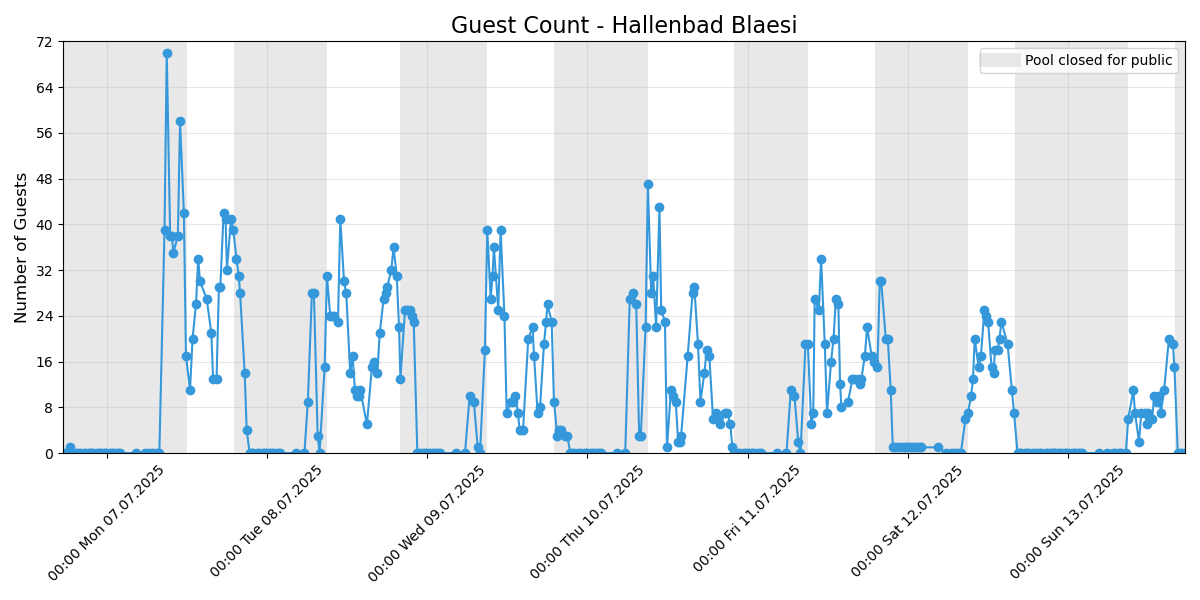 Guest Count - Hallenbad Blaesi
Pool closed for public
Number of Guests
72
64
56
48
40
32
24
16
8
0
00:00 Mon 07.07.2025
00:00 Tue 08.07.2025
00:00 Wed 09.07.2025
00:00 Thu 10.07.2025
00:00 Fri 11.07.2025
00:00 Sat 12.07.2025
00:00 Sun 13.07.2025